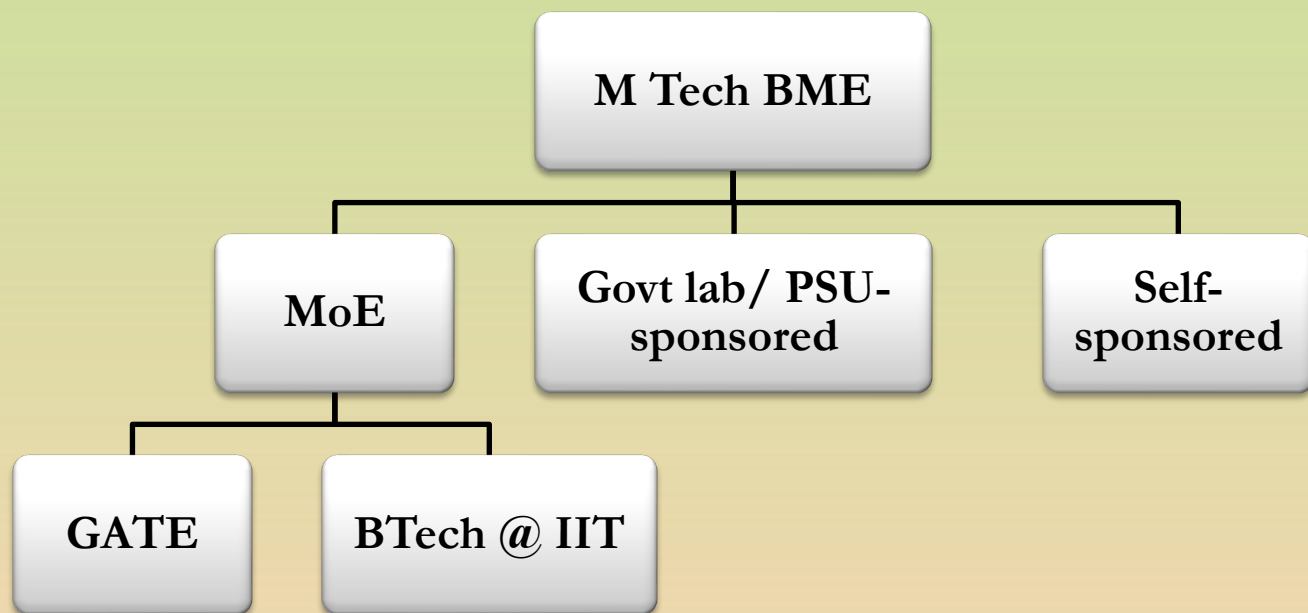 M Tech BME
MoE
Govt lab/ PSU-
sponsored
Self-
sponsored
GATE
BTech @ IIT